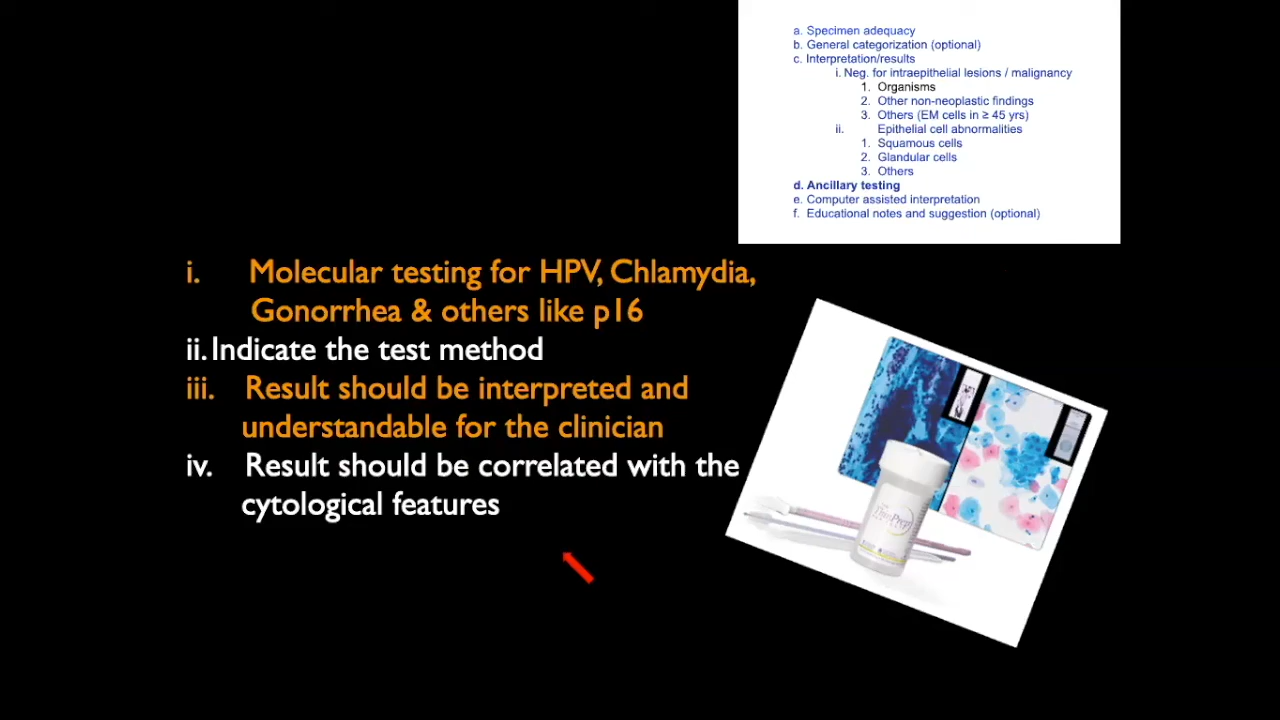 a. Specimen adequacy
b. General categorization (optional)
c. Interpretation/results
i. Neg. for intraepithelial lesions / malignancy
1. Organisms
2. Other non-neoplastic findings
3. Others (EM cells in ≥ 45 yrs)
ii. Epithelial cell abnormalities
1. Squamous cells
2. Glandular cells
3. Others
d. Ancillary testing
e. Computer assisted interpretation
f. Educational notes and suggestion (optional)
i. Molecular testing for HPV, Chlamydia,
Gonorrhea & others like p16
ii. Indicate the test method
iii. Result should be interpreted and
understandable for the clinician
iv. Result should be correlated with the
cytological features
ThinPrep